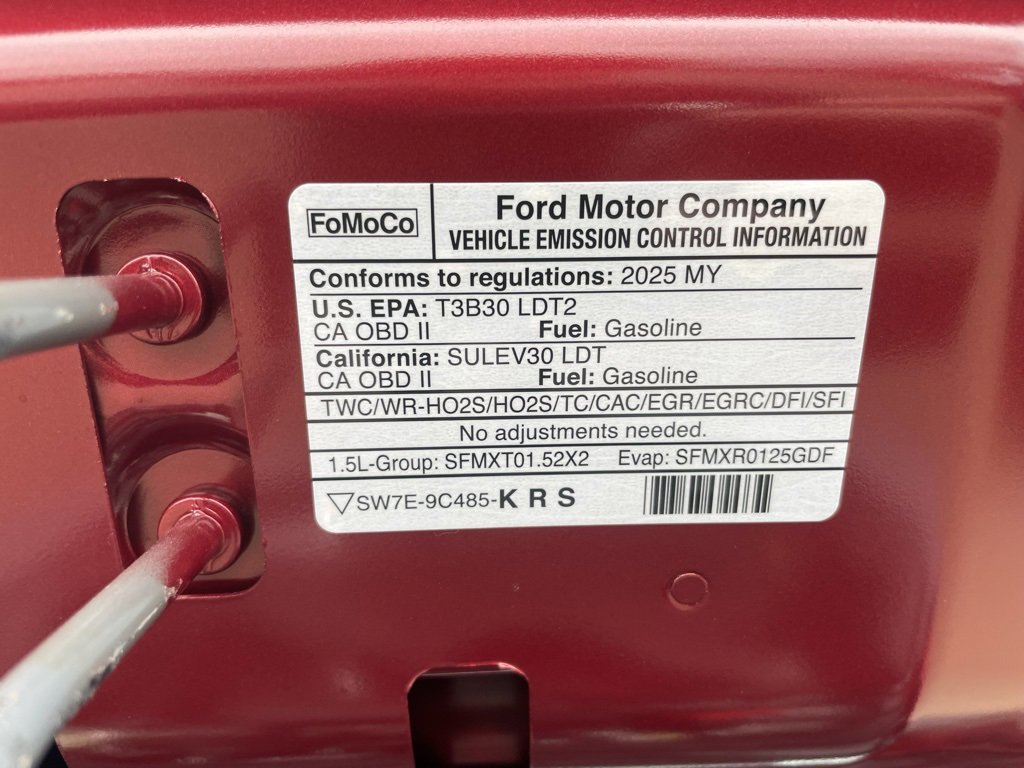 FoMoCo
Ford Motor Company
VEHICLE EMISSION CONTROL INFORMATION
Conforms to regulations: 2025 MY
U.S. EPA: T3B30 LDT2
CA OBD II Fuel: Gasoline
California: SULEV30 LDT
CA OBD II Fuel: Gasoline
TWC/WR-HO2S/HO2S/TC/CAC/EGR/EGRC/DFI/SFI
No adjustments needed.
1.5L-Group: SFMXT01.52X2 Evap: SFMXR0125GDF
SW7E-9C485-KRS